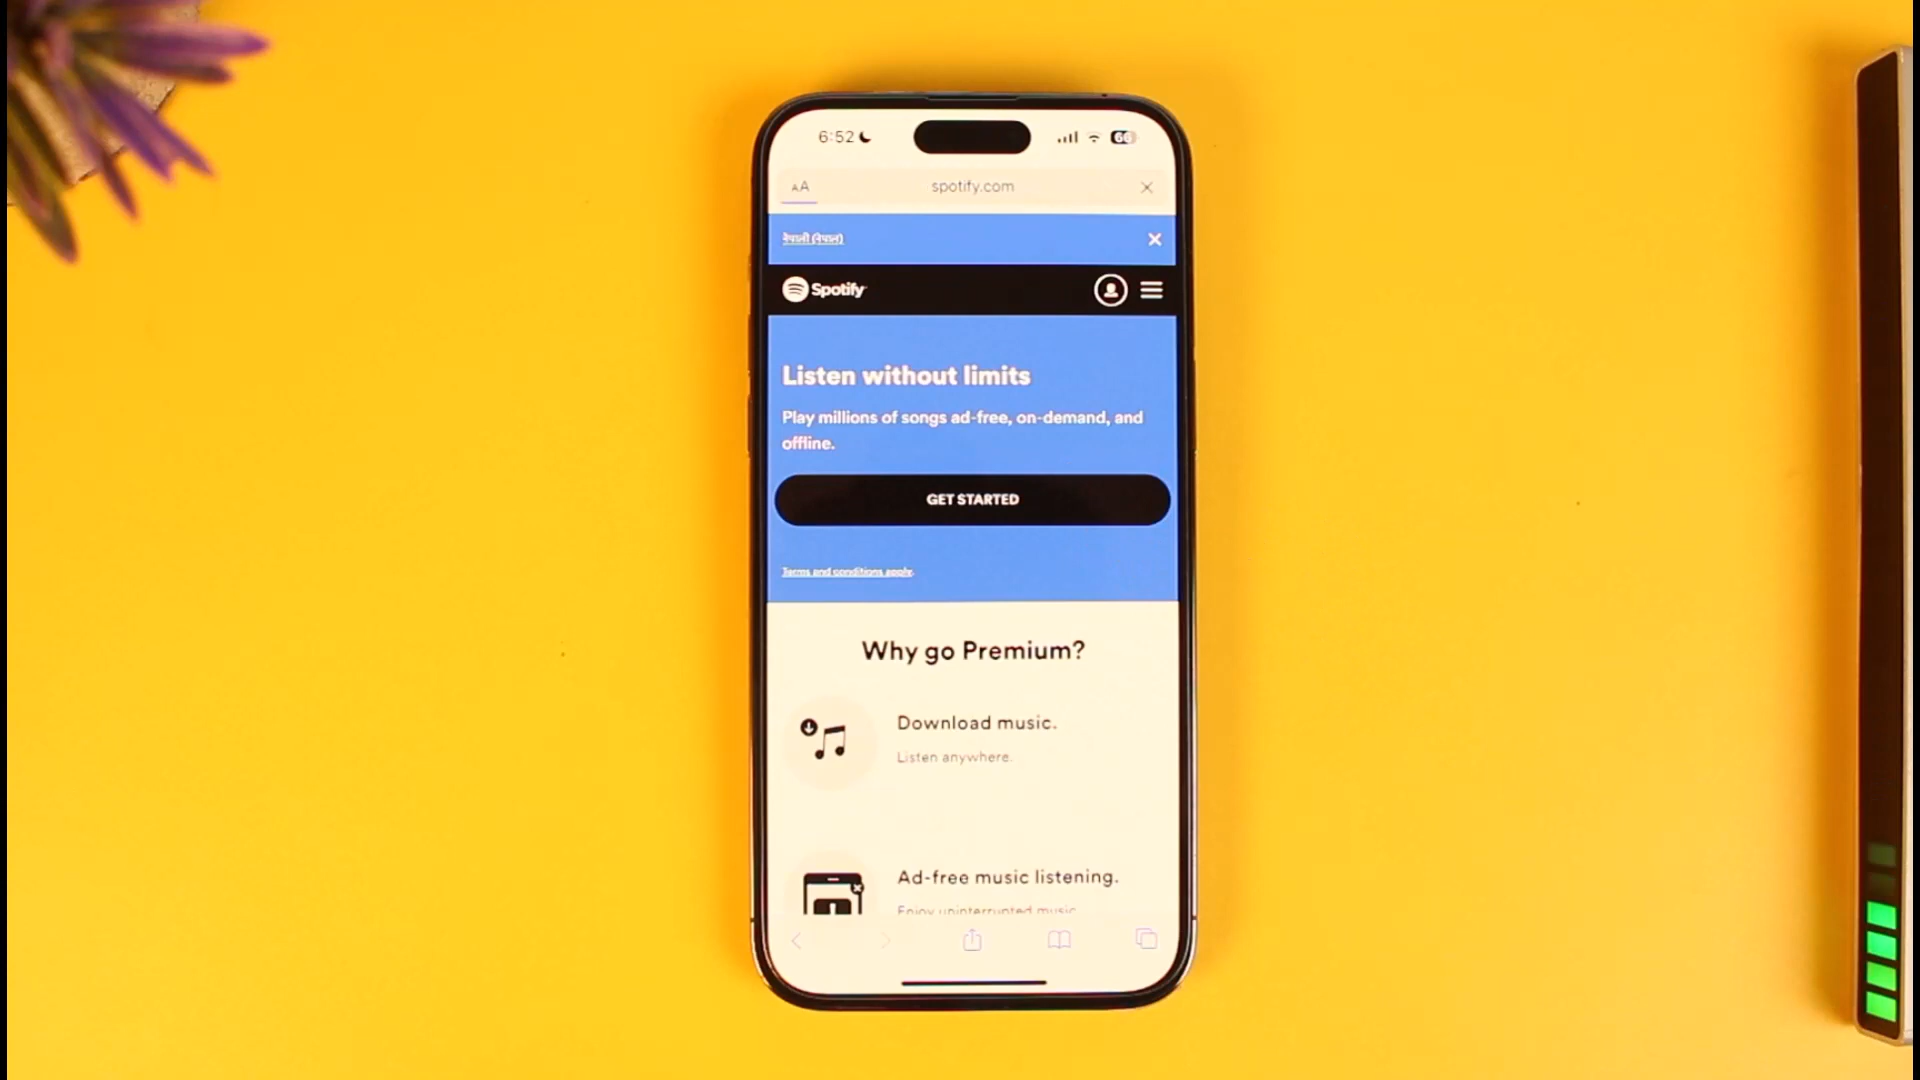 6:52
66
AA
spotify.com
नेपाली (नेपाल)
Spotify
Listen without limits
Play millions of songs ad-free, on-demand, and
offline.
GET STARTED
Terms and conditions apply.
Why go Premium?
Download music.
Listen anywhere.
Ad-free music listening.
Enjoy uninterrupted music